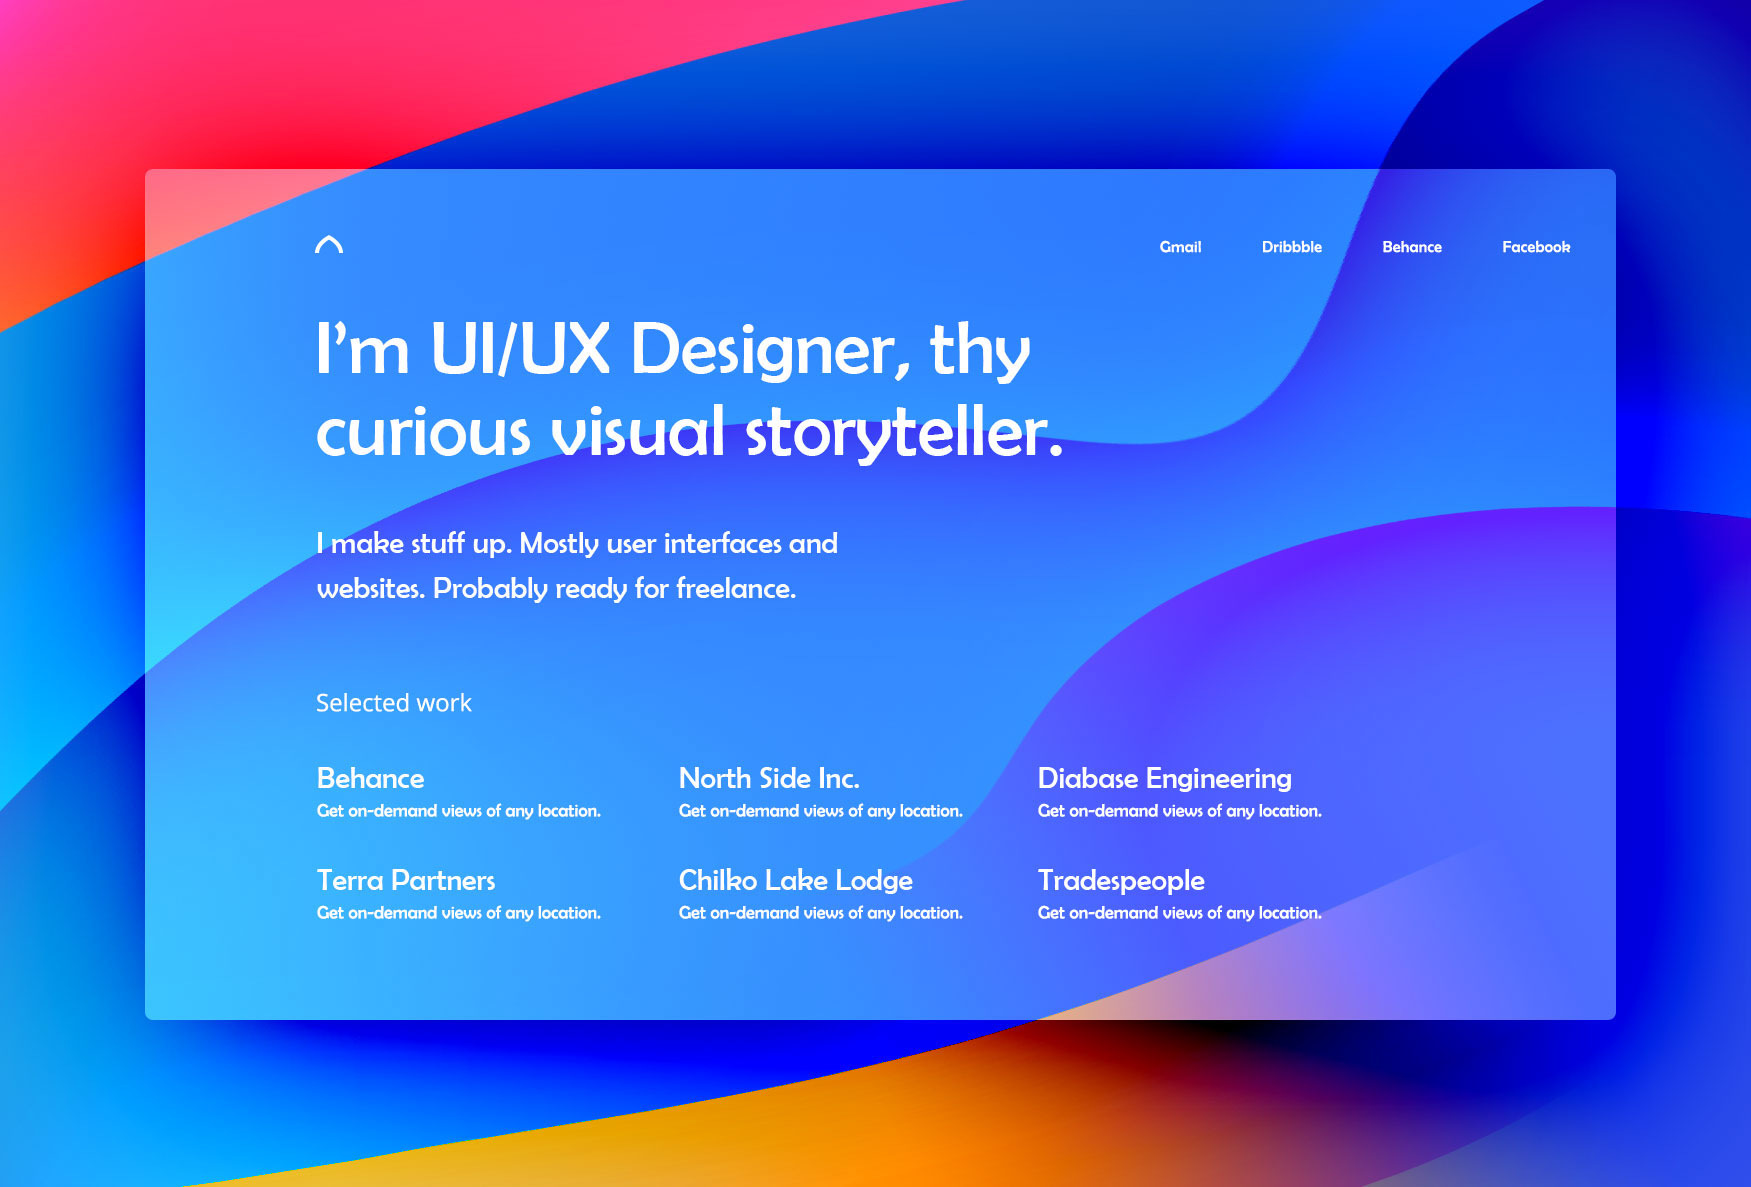 Gmail Dribbble Behance Facebook
I'm UI/UX Designer, thy
curious visual storyteller.
I make stuff up. Mostly user interfaces and
websites. Probably ready for freelance.
Selected work
Behance
Get on-demand views of any location.
North Side Inc.
Get on-demand views of any location.
Diabase Engineering
Get on-demand views of any location.
Terra Partners
Get on-demand views of any location.
Chilko Lake Lodge
Get on-demand views of any location.
Tradespeople
Get on-demand views of any location.